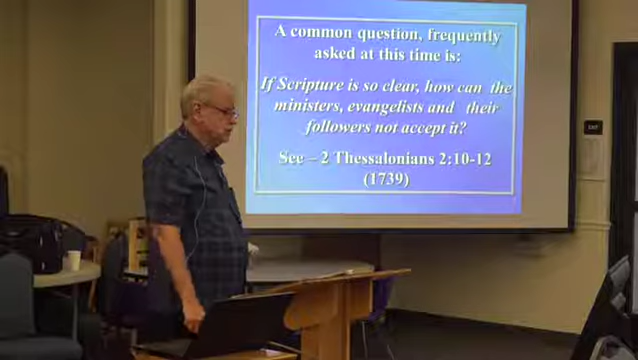 A common question, frequently
asked at this time is:
If Scripture is so clear, how can the
ministers, evangelists and their
followers not accept it?
See – 2 Thessalonians 2:10-12
(1739)
EXIT